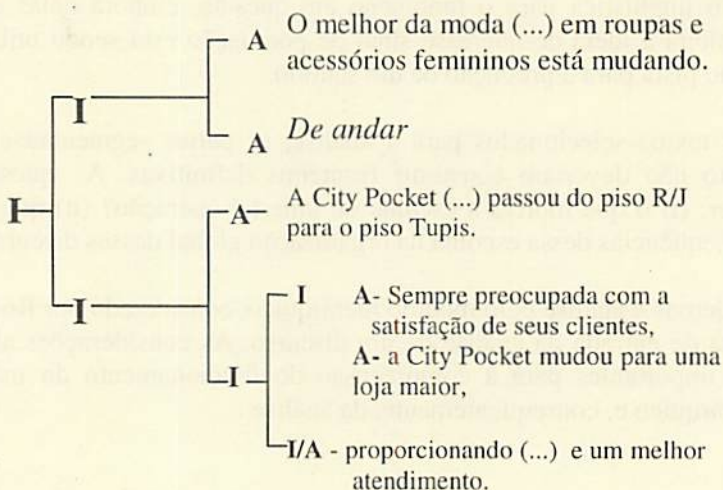 A O melhor da moda (...) em roupas e
acessórios femininos está mudando.
I
A De andar
I
A- A City Pocket (...) passou do piso R/J
para o piso Tupis.
I
I A- Sempre preocupada com a
satisfação de seus clientes,
A- a City Pocket mudou para uma
loja maior,
I
I/A - proporcionando (...) e um melhor
atendimento.